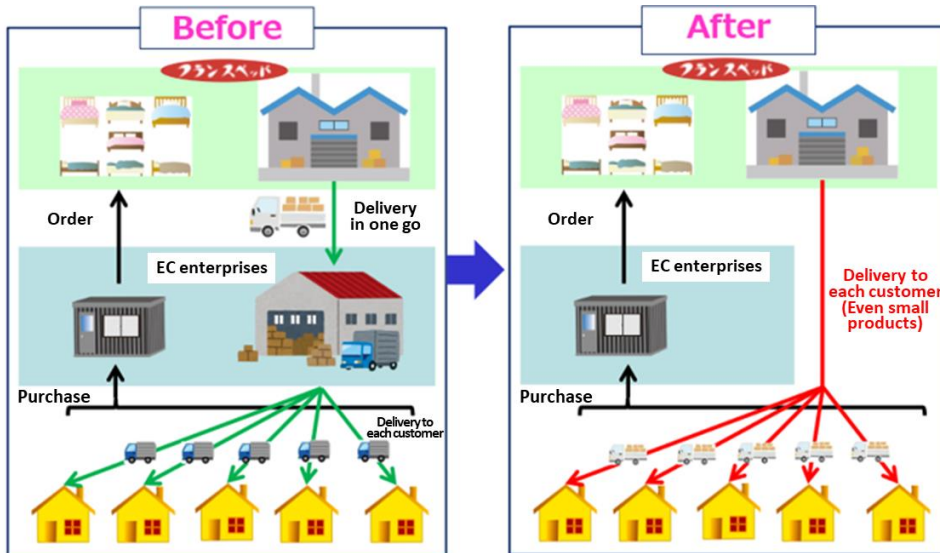 Before
フランスベッド
Order
Delivery
in one go
EC enterprises
Purchase
Delivery to
each customer
After
フランスベッド
Order
EC enterprises
Delivery to
each customer
(Even small
products)
Purchase